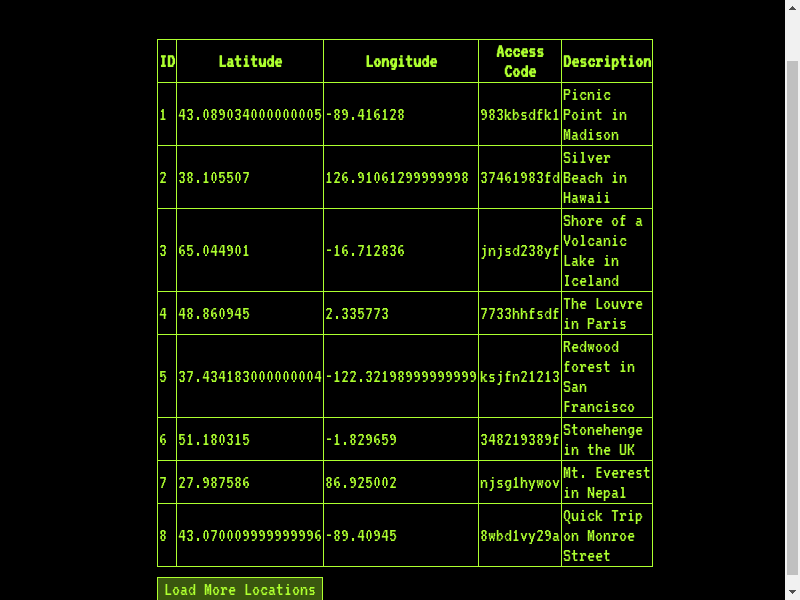 ID Latitude Longitude Access Code Description
1 43.089034000000005 -89.416128 983kbsdfk1 Picnic Point in Madison
2 38.105507 126.91061299999998 37461983fd Silver Beach in Hawaii
3 65.044901 -16.712836 jnjsd238yf Shore of a Volcanic Lake in Iceland
4 48.860945 2.335773 7733hhfsdf The Louvre in Paris
5 37.434183000000004 -122.32198999999999 ksjfn21213 Redwood forest in San Francisco
6 51.180315 -1.829659 348219389f Stonehenge in the UK
7 27.987586 86.925002 njsg1hywov Mt. Everest in Nepal
8 43.070009999999996 -89.40945 8wbd1vy29a Quick Trip on Monroe Street
Load More Locations